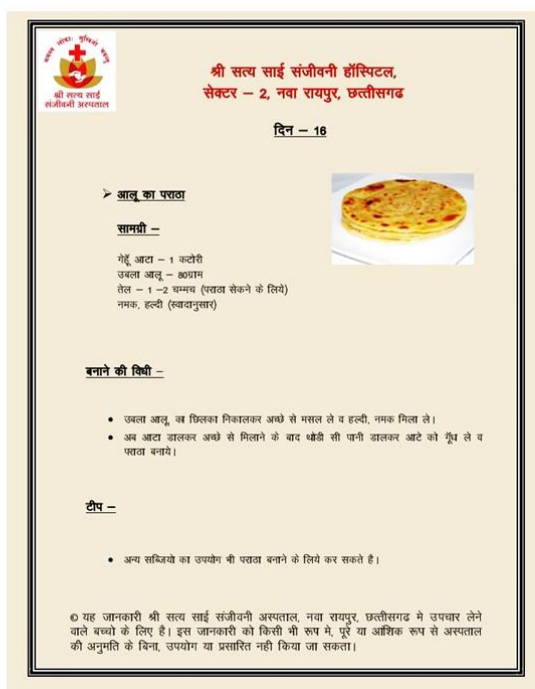 सबका लोकाः सुखिनो भवन्तु
श्री सत्य साई
संजीवनी अस्पताल
श्री सत्य साई संजीवनी हॉस्पिटल,
सेक्टर – 2, नवा रायपुर, छत्तीसगढ
दिन – 16
➢ आलू का पराठा
सामग्री –
गेहूँ आटा – 1 कटोरी
उबला आलू – 80ग्राम
तेल – 1 –2 चम्मच (पराठा सेकने के लिये)
नमक, हल्दी (स्वादानुसार)
बनाने की विधी –
• उबला आलू, का छिलका निकालकर अच्छे से मसल ले व हल्दी, नमक मिला ले।
• अब आटा डालकर अच्छे से मिलाने के बाद थोडी सी पानी डालकर आटे को गूँध ले व
पराठा बनाये।
टीप –
• अन्य सब्जियो का उपयोग भी पराठा बनाने के लिये कर सकते है।
© यह जानकारी श्री सत्य साई संजीवनी अस्पताल, नवा रायपुर, छत्तीसगढ मे उपचार लेने
वाले बच्चो के लिए है। इस जानकारी को किसी भी रूप मे, पूरे या आंशिक रूप से अस्पताल
की अनुमति के बिना, उपयोग या प्रसारित नही किया जा सकता।